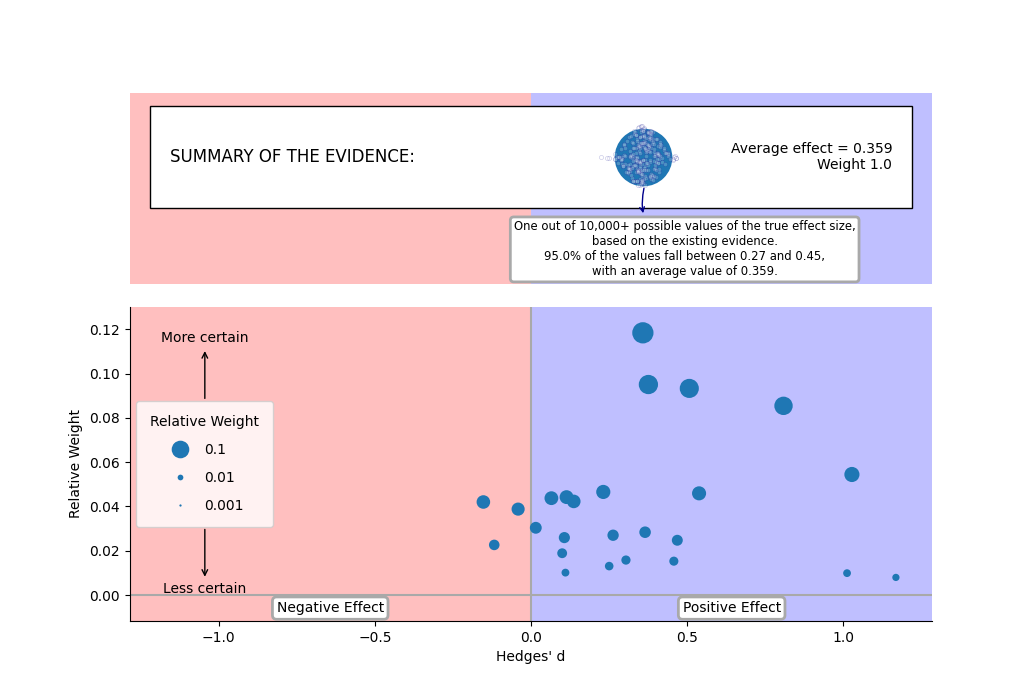 SUMMARY OF THE EVIDENCE:
Average effect = 0.359
Weight 1.0
One out of 10,000+ possible values of the true effect size,
based on the existing evidence.
95.0% of the values fall between 0.27 and 0.45,
with an average value of 0.359.
0.12
0.10
0.08
0.06
0.04
0.02
0.00
Relative Weight
More certain
Relative Weight
0.1
0.01
0.001
Less certain
Negative Effect
Positive Effect
−1.0
−0.5
0.0
0.5
1.0
Hedges' d